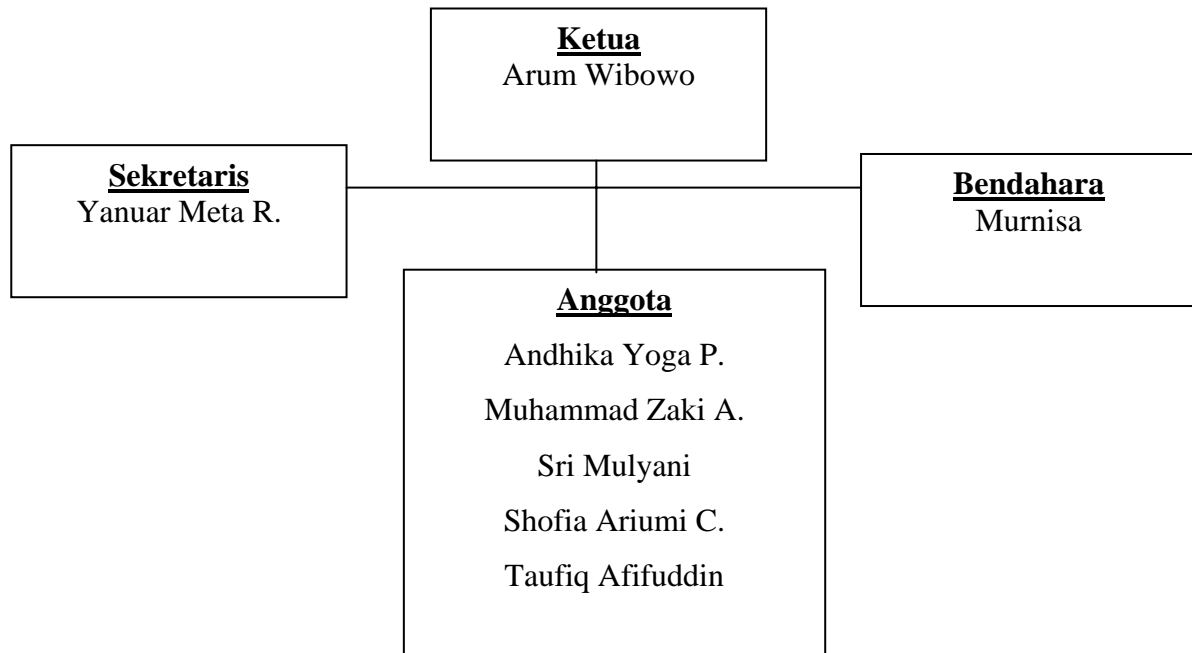 Ketua
Arum Wibowo
Sekretaris
Yanuar Meta R.
Bendahara
Murnisa
Anggota
Andhika Yoga P.
Muhammad Zaki A.
Sri Mulyani
Shofia Ariumi C.
Taufiq Afifuddin